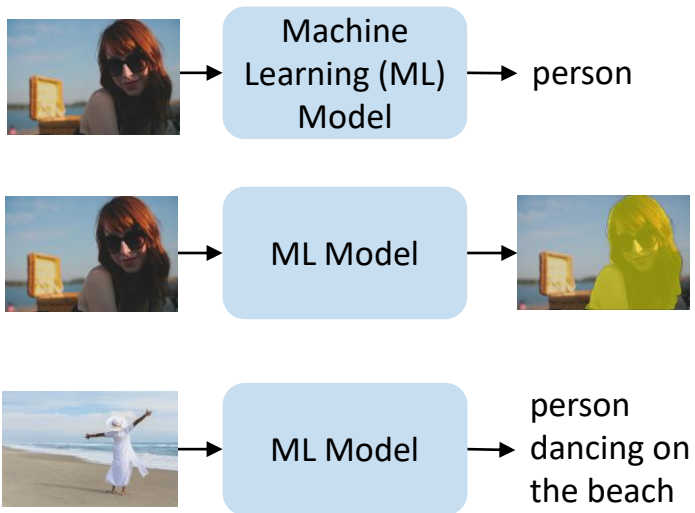 Machine
Learning (ML)
Model
person
ML Model
ML Model
person
dancing on
the beach